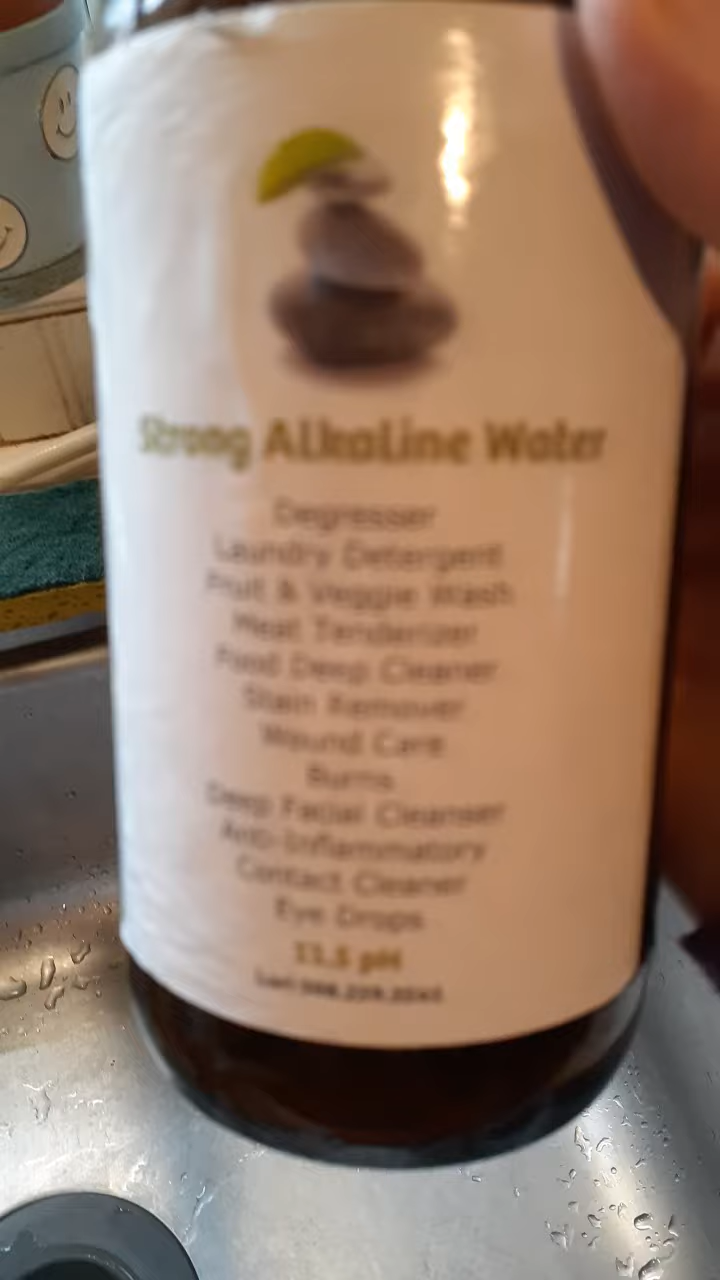 Strong Alkaline Water
Degresser
Laundry Detergent
Fruit & Veggie Wash
Meat Tenderizer
Food Deep Cleaner
Stain Remover
Wound Care
Burns
Deep Facial Cleanser
Anti-Inflammatory
Contact Cleaner
Eye Drops
11.5 pH